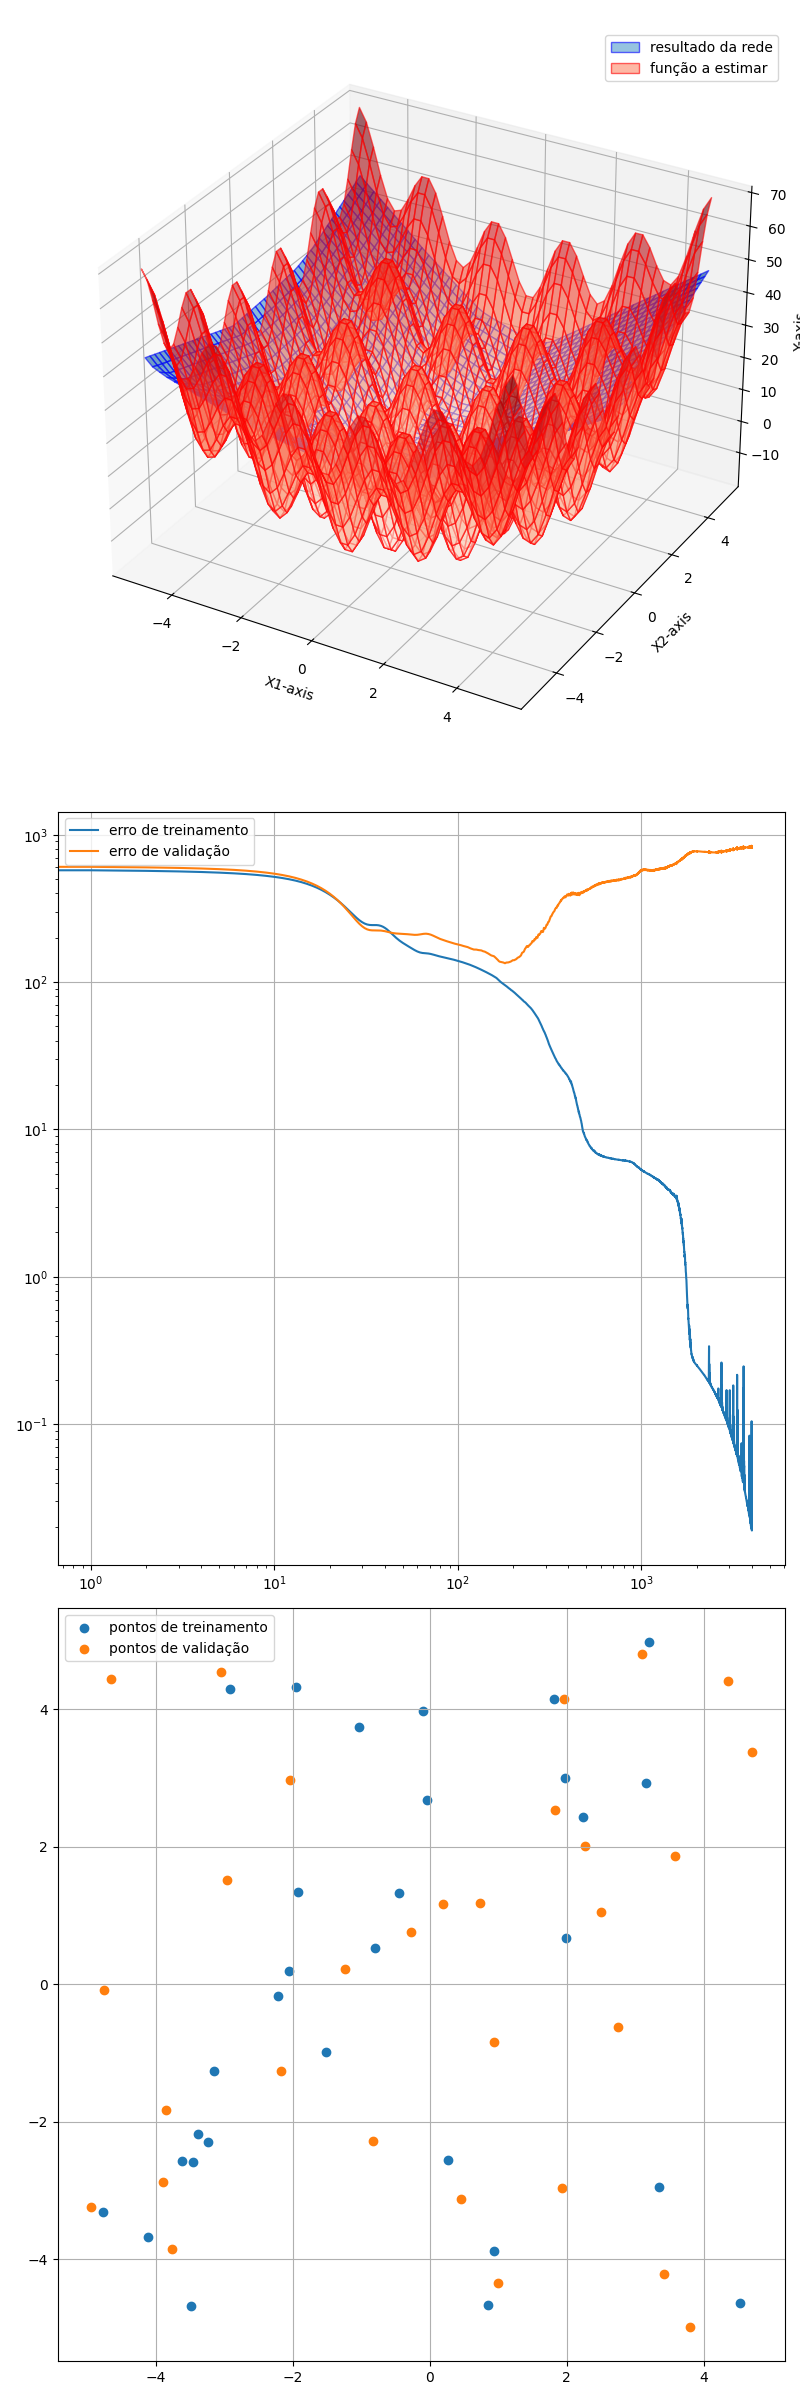 resultado da rede
função a estimar
70
60
50
40
30
20
10
0
−10
Y-axis
4
2
0
−2
−4
X2-axis
−4
−2
0
2
4
X1-axis
erro de treinamento
erro de validação
10³
10²
10¹
10⁰
10⁻¹
10⁰ 10¹ 10² 10³
pontos de treinamento
pontos de validação
4
2
0
−2
−4
−4 −2 0 2 4